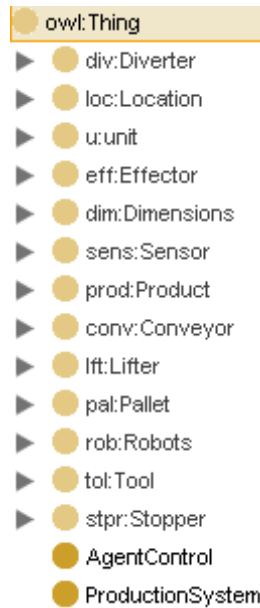 owl:Thing
div:Diverter
loc:Location
u:unit
eff:Effector
dim:Dimensions
sens:Sensor
prod:Product
conv:Conveyor
lft:Lifter
pal:Pallet
rob:Robots
tol:Tool
stpr:Stopper
AgentControl
ProductionSystem